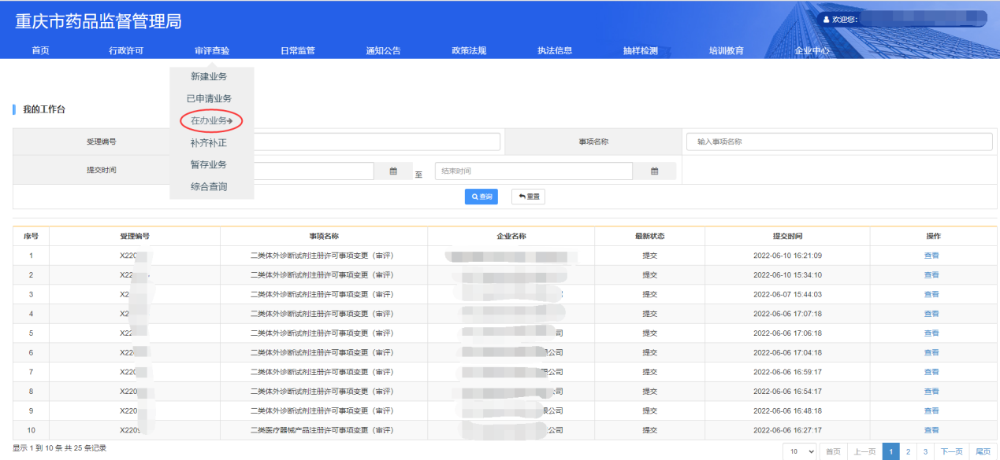 重庆市药品监督管理局
欢迎您:
首页 行政许可 审评查验 日常监管 通知公告 政策法规 执法信息 抽样检测 培训教育 企业中心
新建业务
已申请业务
我的工作台
在办业务
受理编号 事项名称 输入事项名称
补齐补正
提交时间 至 结束时间
暂存业务
综合查询
查询 重置
序号 受理编号 事项名称 企业名称 最新状态 提交时间 操作
1 X220 二类体外诊断试剂注册许可事项变更（审评） 提交 2022-06-10 16:21:09 查看
2 X22 二类体外诊断试剂注册许可事项变更（审评） 提交 2022-06-10 15:34:10 查看
3 X2 二类体外诊断试剂注册许可事项变更（审评） 提交 2022-06-07 15:44:03 查看
4 X2 二类体外诊断试剂注册许可事项变更（审评） 提交 2022-06-06 17:07:18 查看
5 X22 二类体外诊断试剂注册许可事项变更（审评） 司 提交 2022-06-06 17:06:18 查看
6 X22 二类体外诊断试剂注册许可事项变更（审评） 公司 提交 2022-06-06 17:04:18 查看
7 X220 二类体外诊断试剂注册许可事项变更（审评） 公司 提交 2022-06-06 16:59:17 查看
8 X220 二类体外诊断试剂注册许可事项变更（审评） 司 提交 2022-06-06 16:54:17 查看
9 X220 二类体外诊断试剂注册许可事项变更（审评） 限公司 提交 2022-06-06 16:48:18 查看
10 X220 二类医疗器械产品注册许可事项变更（审评） 公司 提交 2022-06-06 16:27:17 查看
显示 1 到 10 条 共 25 条记录 10 首页 上一页 1 2 3 下一页 尾页